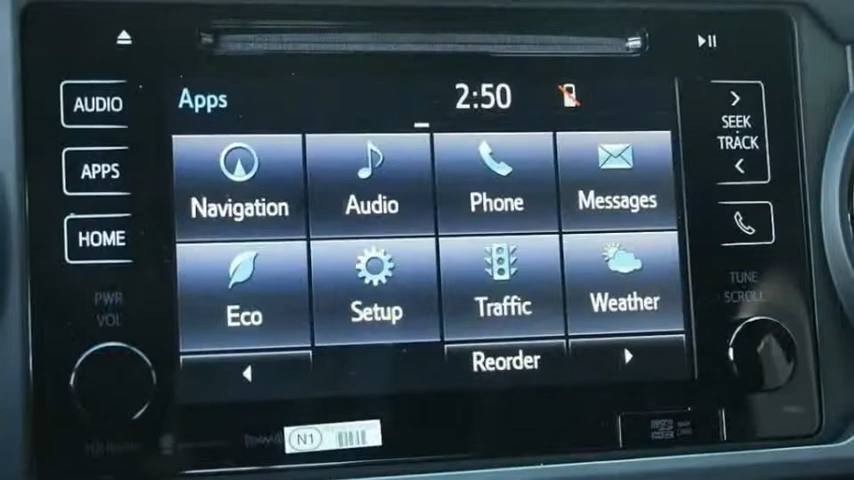 AUDIO
APPS
HOME
PWR
VOL
Apps
2:50
Navigation
Audio
Phone
Messages
Eco
Setup
Traffic
Weather
Reorder
SEEK
TRACK
TUNE
SCROLL
N1